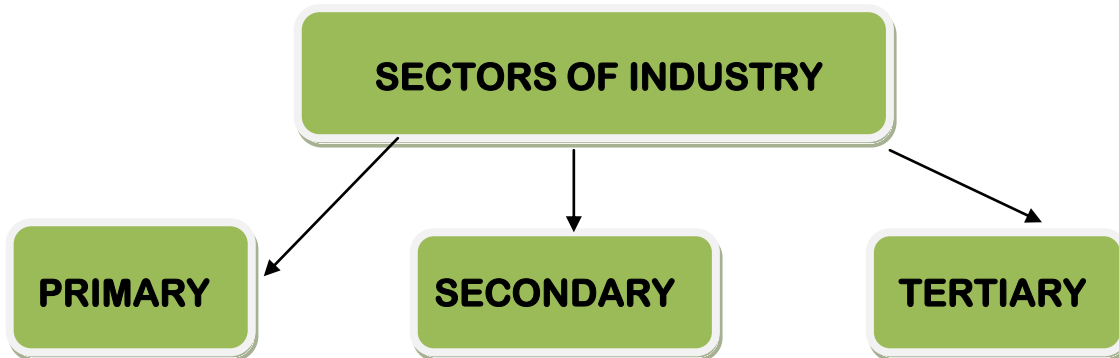 SECTORS OF INDUSTRY
PRIMARY
SECONDARY
TERTIARY